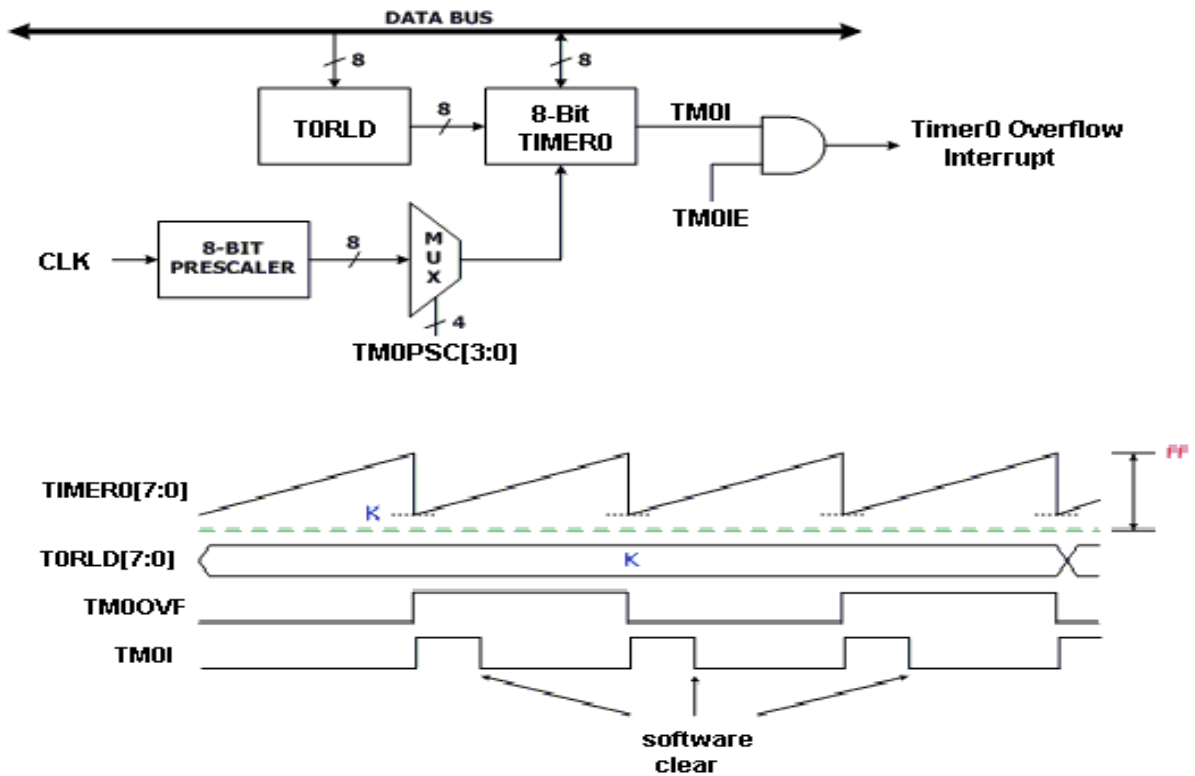 DATA BUS
8
8
T0RLD
8
8-Bit
TIMER0
TM0I
Timer0 Overflow
Interrupt
TM0IE
CLK
8-BIT
PRESCALER
8
MUX
4
TM0PSC[3:0]
TIMER0[7:0]
K
FF
T0RLD[7:0]
K
TM0OVF
TM0I
software
clear